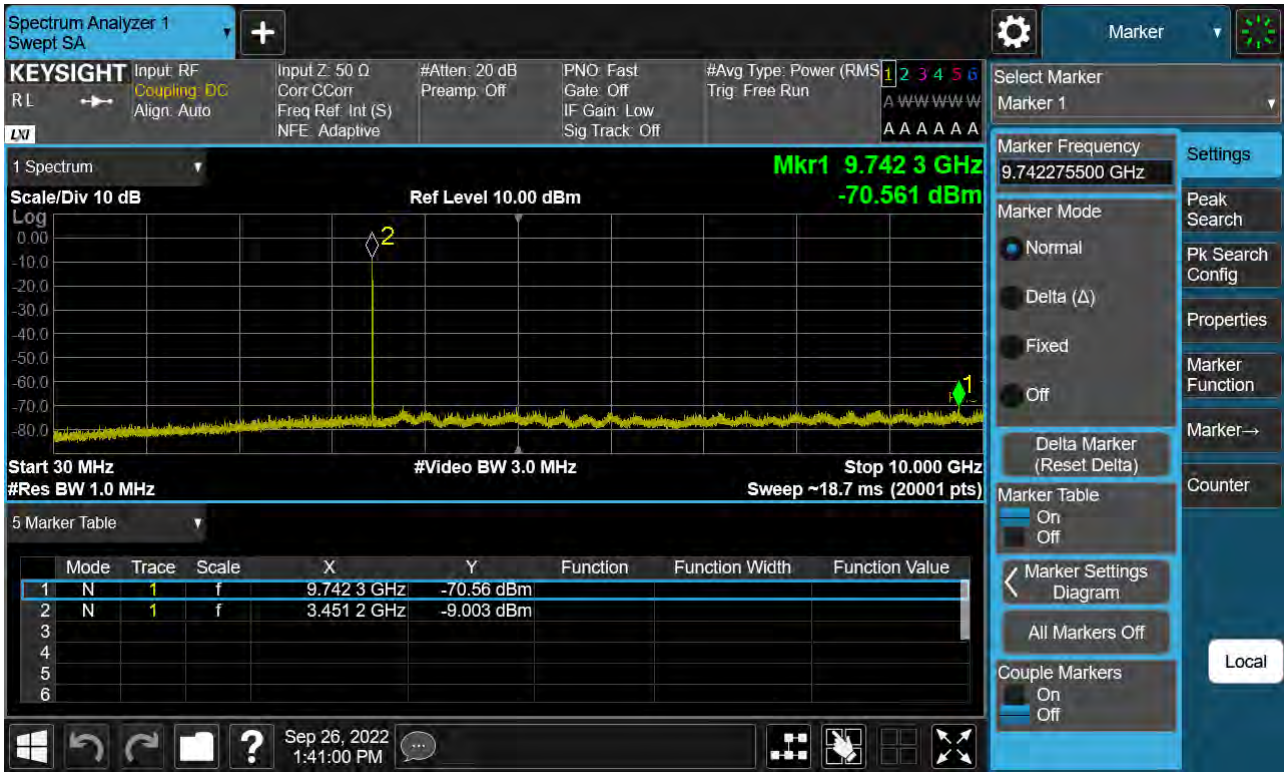 Spectrum Analyzer 1
Swept SA
Marker
KEYSIGHT
RL
LXI
Input: RF
Coupling: DC
Align: Auto
Input Z: 50 Ω
Corr CCorr
Freq Ref: Int (S)
NFE: Adaptive
#Atten: 20 dB
Preamp: Off
PNO: Fast
Gate: Off
IF Gain: Low
Sig Track: Off
#Avg Type: Power (RMS
Trig: Free Run
1 2 3 4 5 6
A W W W W W
A A A A A A
Select Marker
Marker 1
1 Spectrum
Mkr1 9.742 3 GHz
-70.561 dBm
Scale/Div 10 dB
Ref Level 10.00 dBm
Log
0.00
-10.0
-20.0
-30.0
-40.0
-50.0
-60.0
-70.0
-80.0
2
1
Start 30 MHz
#Video BW 3.0 MHz
Stop 10.000 GHz
#Res BW 1.0 MHz
Sweep ~18.7 ms (20001 pts)
5 Marker Table
Mode Trace Scale X Y Function Function Width Function Value
1 N 1 f 9.742 3 GHz -70.56 dBm
2 N 1 f 3.451 2 GHz -9.003 dBm
3
4
5
6
Marker Frequency
9.742275500 GHz
Marker Mode
Normal
Delta (Δ)
Fixed
Off
Delta Marker
(Reset Delta)
Marker Table
On
Off
Marker Settings
Diagram
All Markers Off
Couple Markers
On
Off
Settings
Peak
Search
Pk Search
Config
Properties
Marker
Function
Marker→
Counter
Local
?
Sep 26, 2022
1:41:00 PM